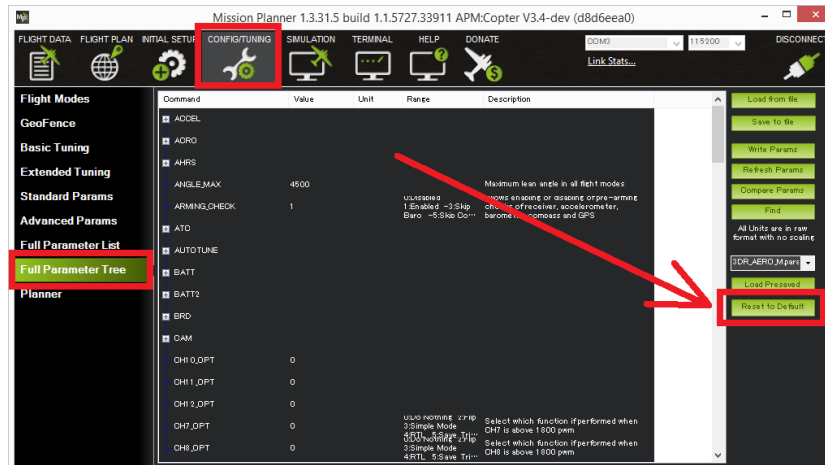 Mission Planner 1.3.31.5 build 1.1.5727.33911 APM:Copter V3.4-dev (d8d6eea0)
FLIGHT DATA FLIGHT PLAN INITIAL SETUP CONFIG/TUNING SIMULATION TERMINAL HELP DONATE COM3 115200 DISCONNECT
Link Stats...
Flight Modes
GeoFence
Basic Tuning
Extended Tuning
Standard Params
Advanced Params
Full Parameter List
Full Parameter Tree
Planner
Command Value Unit Range Description
ACCEL
ACRO
AHRS
ANGLE_MAX 4500 Maximum lean angle in all flight modes
ARMING_CHECK 1 0:Disabled 1:Enabled -3:Skip Baro -5:Skip Co… Allows enabling or disabling of pre-arming checks of receiver, accelerometer, barometer, compass and GPS
ATC
AUTOTUNE
BATT
BATT2
BRD
CAM
CH10_OPT 0
CH11_OPT 0
CH12_OPT 0
CH7_OPT 0 0:Do Nothing 2:Flip 3:Simple Mode 4:RTL 5:Save Tri… Select which function if performed when CH7 is above 1800 pwm
CH8_OPT 0 0:Do Nothing 2:Flip 3:Simple Mode 4:RTL 5:Save Tri… Select which function if performed when CH8 is above 1800 pwm
Load from file
Save to file
Write Params
Refresh Params
Compare Params
Find
All Units are in raw
format with no scaling
3DR_AERO_M.pars
Load Presaved
Reset to Default